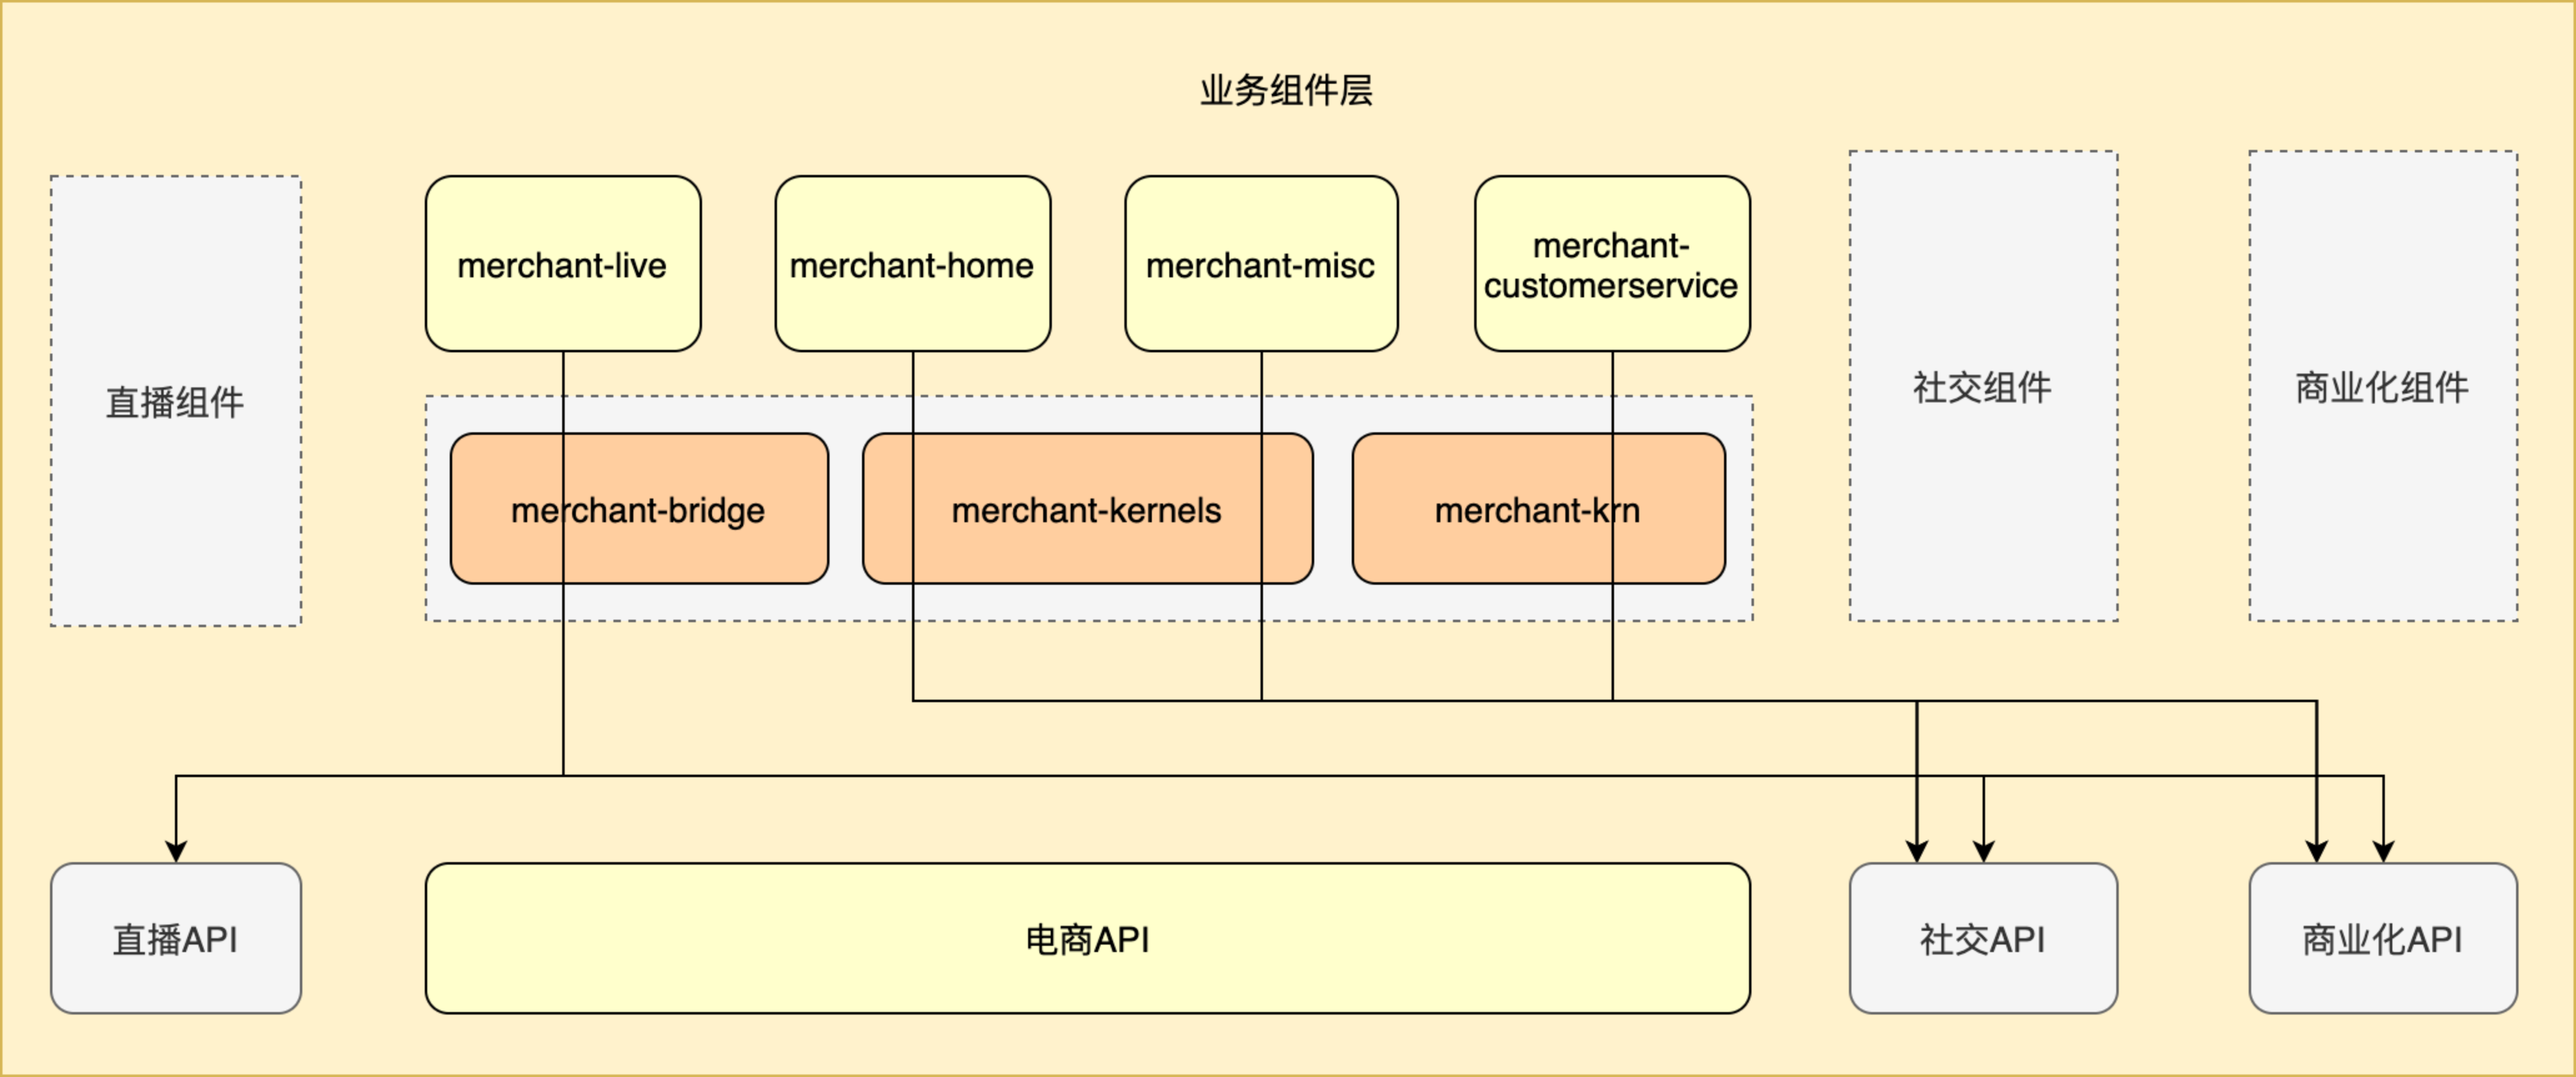 业务组件层
直播组件
merchant-live
merchant-home
merchant-misc
merchant-
customerservice
社交组件
商业化组件
merchant-bridge
merchant-kernels
merchant-krn
直播API
电商API
社交API
商业化API